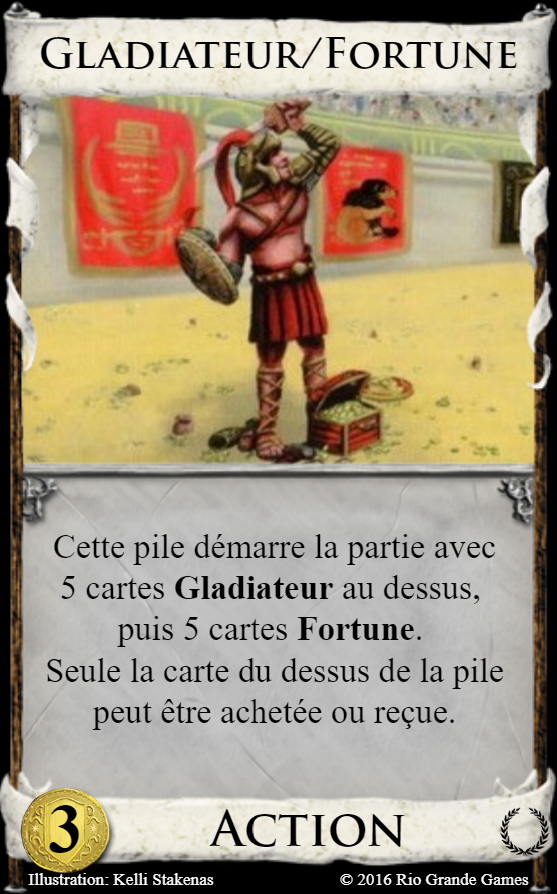 GLADIATEUR/FORTUNE
Cette pile démarre la partie avec
5 cartes Gladiateur au dessus,
puis 5 cartes Fortune.
Seule la carte du dessus de la pile
peut être achetée ou reçue.
3
ACTION
Illustration: Kelli Stakenas
© 2016 Rio Grande Games